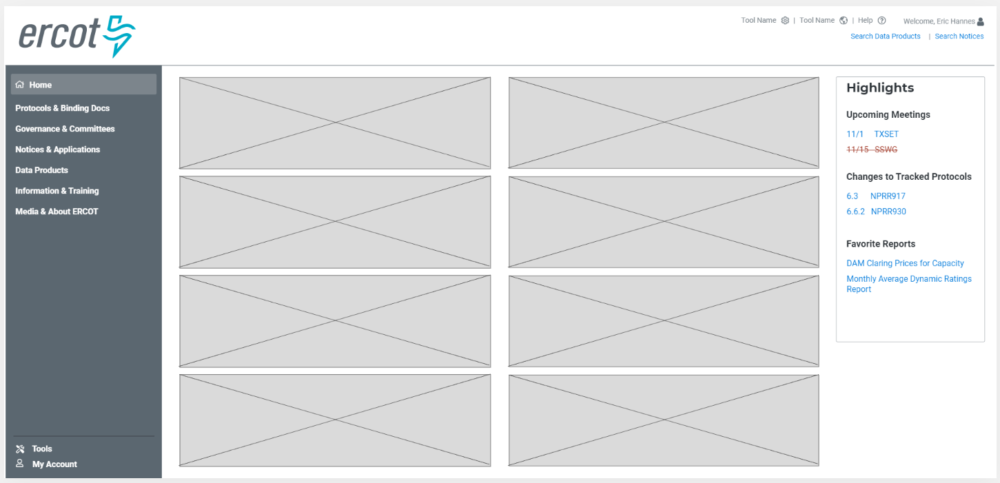 ercot
Tool Name | Tool Name | Help ? Welcome, Eric Hannes
Search Data Products | Search Notices
Home
Protocols & Binding Docs
Governance & Committees
Notices & Applications
Data Products
Information & Training
Media & About ERCOT
Tools
My Account
Highlights
Upcoming Meetings
11/1 TXSET
11/15 SSWG
Changes to Tracked Protocols
6.3 NPRR917
6.6.2 NPRR930
Favorite Reports
DAM Claring Prices for Capacity
Monthly Average Dynamic Ratings
Report